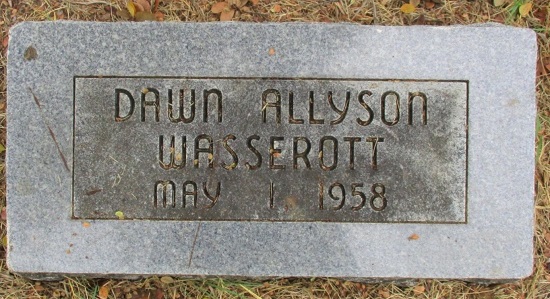 DAWN ALLYSON
WASSEROTT
MAY 1 1958